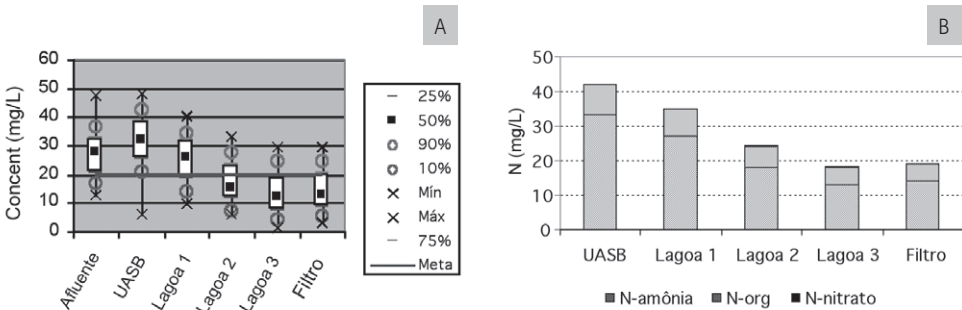 A
Concent (mg/L)
60
50
40
30
20
10
0
Afluente
UASB
Lagoa 1
Lagoa 2
Lagoa 3
Filtro
25%
50%
90%
10%
Mín
Máx
75%
Meta
B
N (mg/L)
50
40
30
20
10
0
UASB Lagoa 1 Lagoa 2 Lagoa 3 Filtro
N-amônia N-org N-nitrato